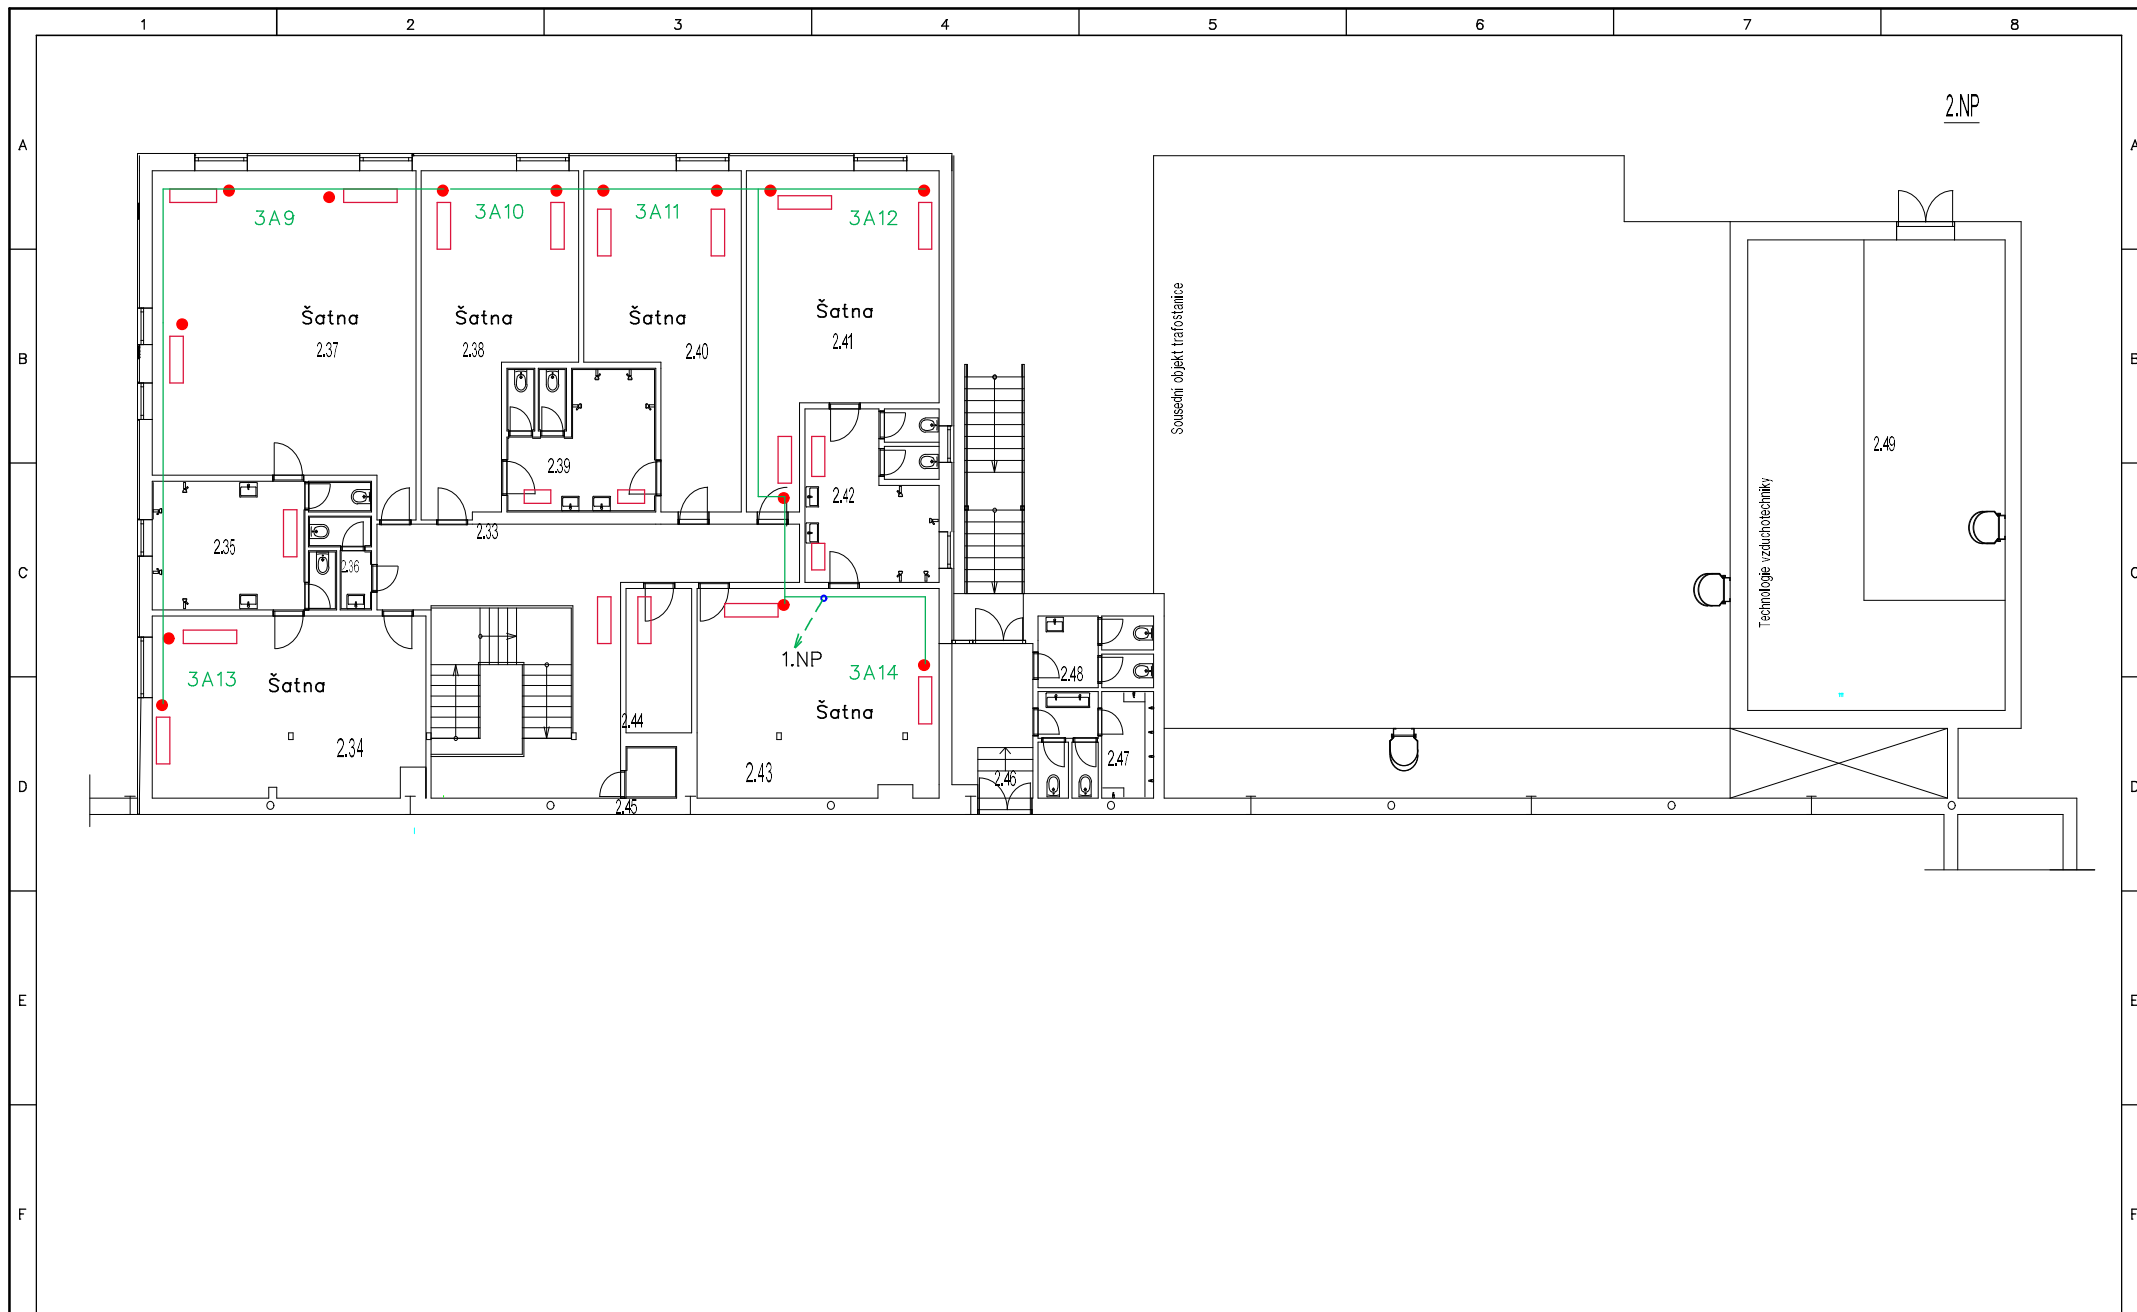 1 2 3 4 5 6 7 8
2.NP
A A
3A9 3A10 3A11 3A12
Sousední objekt trafostanice
Šatna Šatna Šatna Šatna
2.37 2.38 2.40 2.41
B B
2.49
2.39
2.42
Technologie vzduchotechniky
2.33
2.35
2.36
C C
1.NP
3A13 3A14
Šatna Šatna
2.48
2.44
2.34 2.43 2.47
2.46
D D
2.45
E E
F F